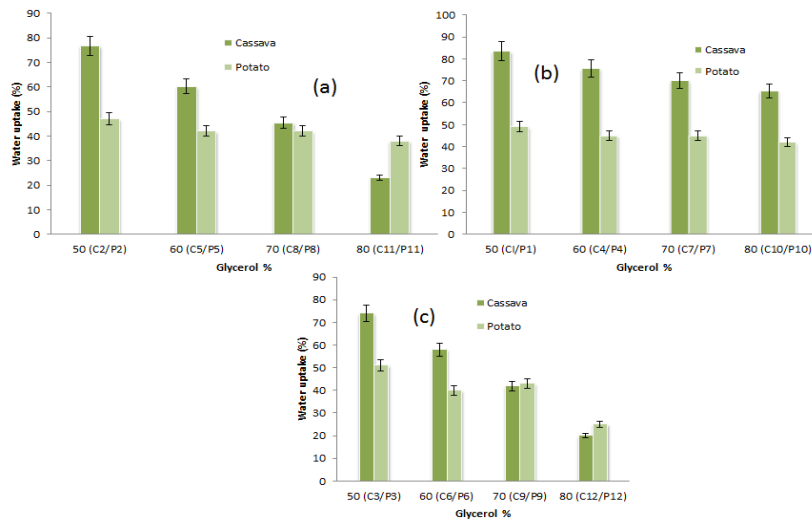 90
80
70
60
50
40
30
20
10
0
Water uptake (%)
Cassava
Potato
(a)
50 (C2/P2) 60 (C5/P5) 70 (C8/P8) 80 (C11/P11)
Glycerol %
100
90
80
70
60
50
40
30
20
10
0
Water uptake (%)
Cassava
Potato
(b)
50 (CI/P1) 60 (C4/P4) 70 (C7/P7) 80 (C10/P10)
Glycerol %
90
80
70
60
50
40
30
20
10
0
Water uptake (%)
Cassava
Potato
(c)
50 (C3/P3) 60 (C6/P6) 70 (C9/P9) 80 (C12/P12)
Glycerol %